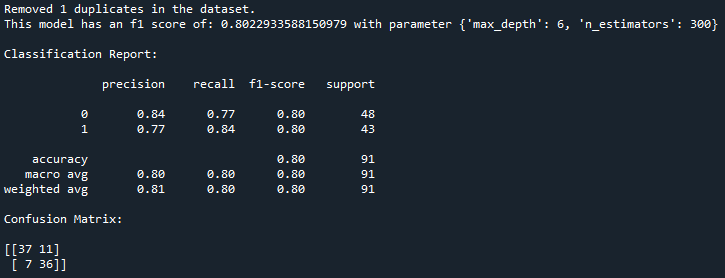 Removed 1 duplicates in the dataset.
This model has an f1 score of: 0.8022933588150979 with parameter {'max_depth': 6, 'n_estimators': 300}
Classification Report:
precision recall f1-score support
0 0.84 0.77 0.80 48
1 0.77 0.84 0.80 43
accuracy 0.80 91
macro avg 0.80 0.80 0.80 91
weighted avg 0.81 0.80 0.80 91
Confusion Matrix:
[[37 11]
[ 7 36]]